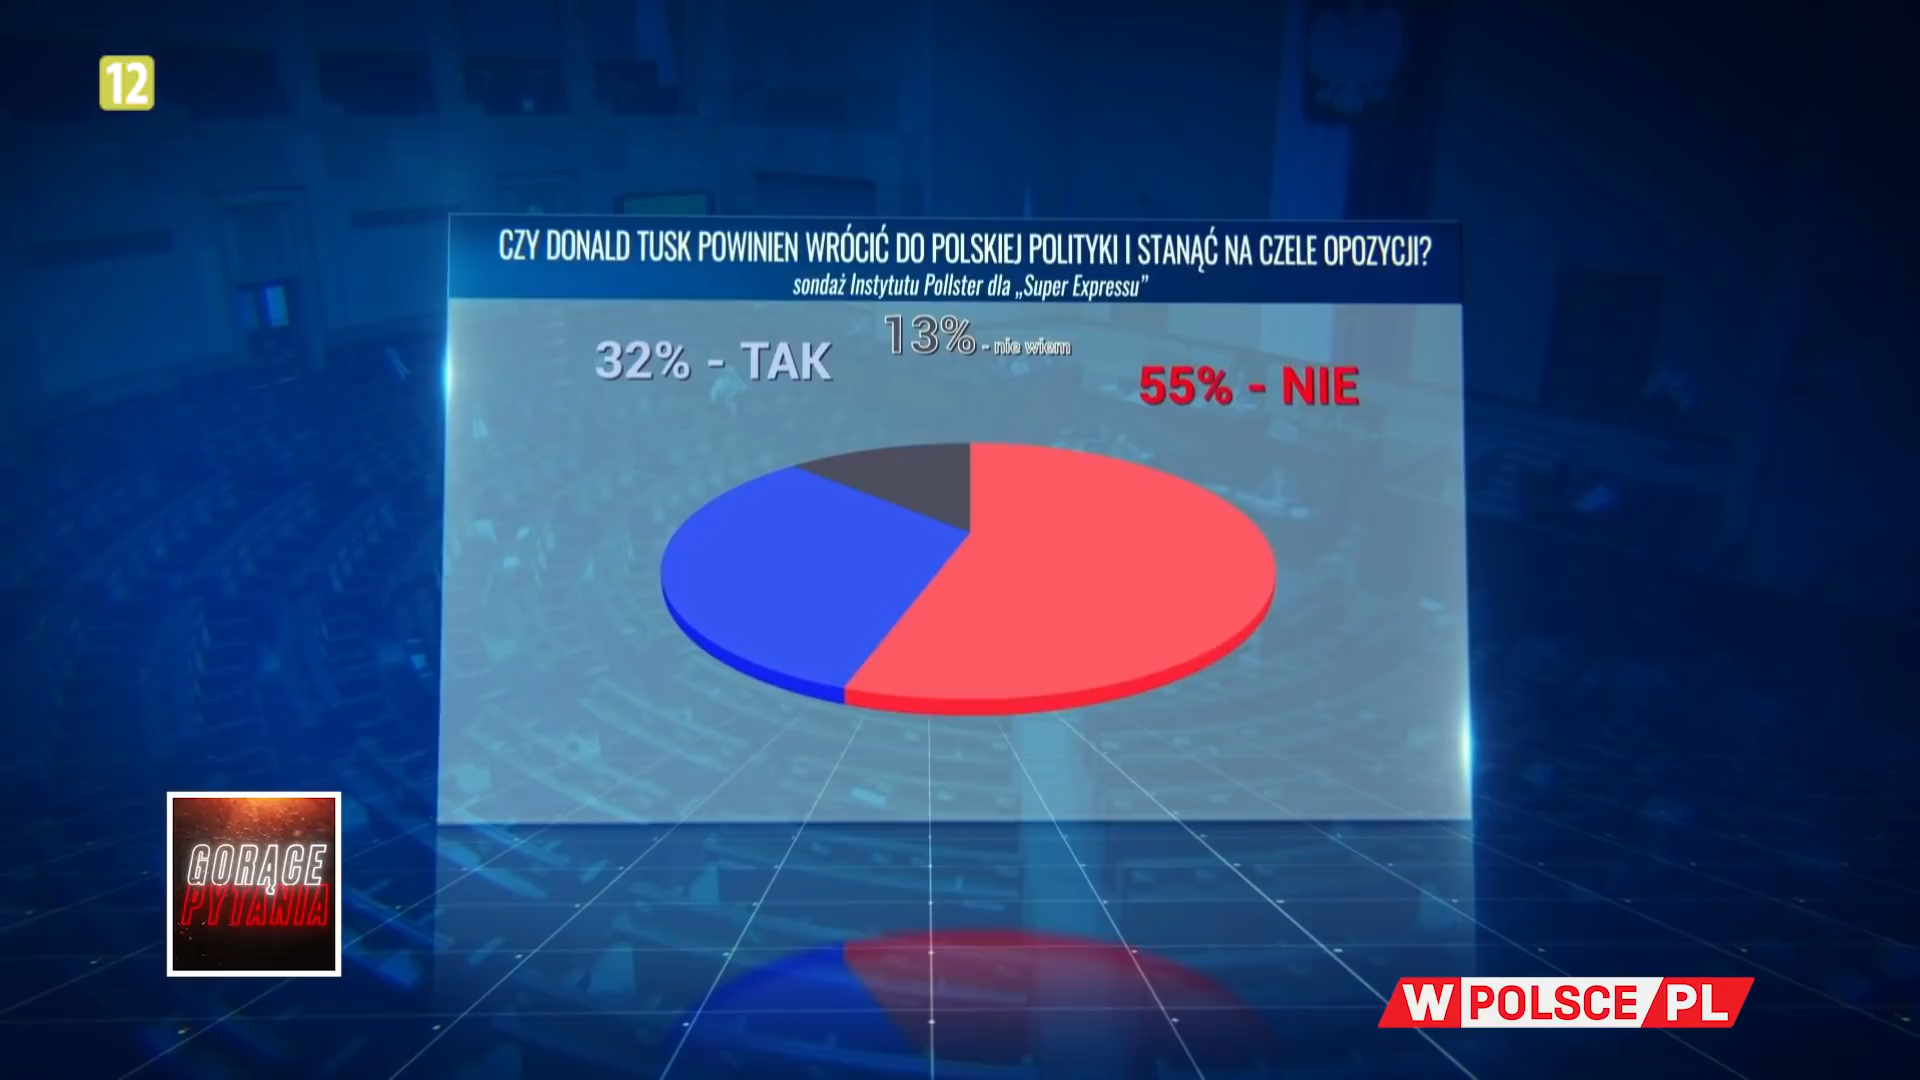 12
CZY DONALD TUSK POWINIEN WRÓCIĆ DO POLSKIEJ POLITYKI I STANĄĆ NA CZELE OPOZYCJI?
sondaż Instytutu Pollster dla „Super Expressu”
32% - TAK
13% - nie wiem
55% - NIE
GORĄCE
PYTANIA
WPOLSCE/PL